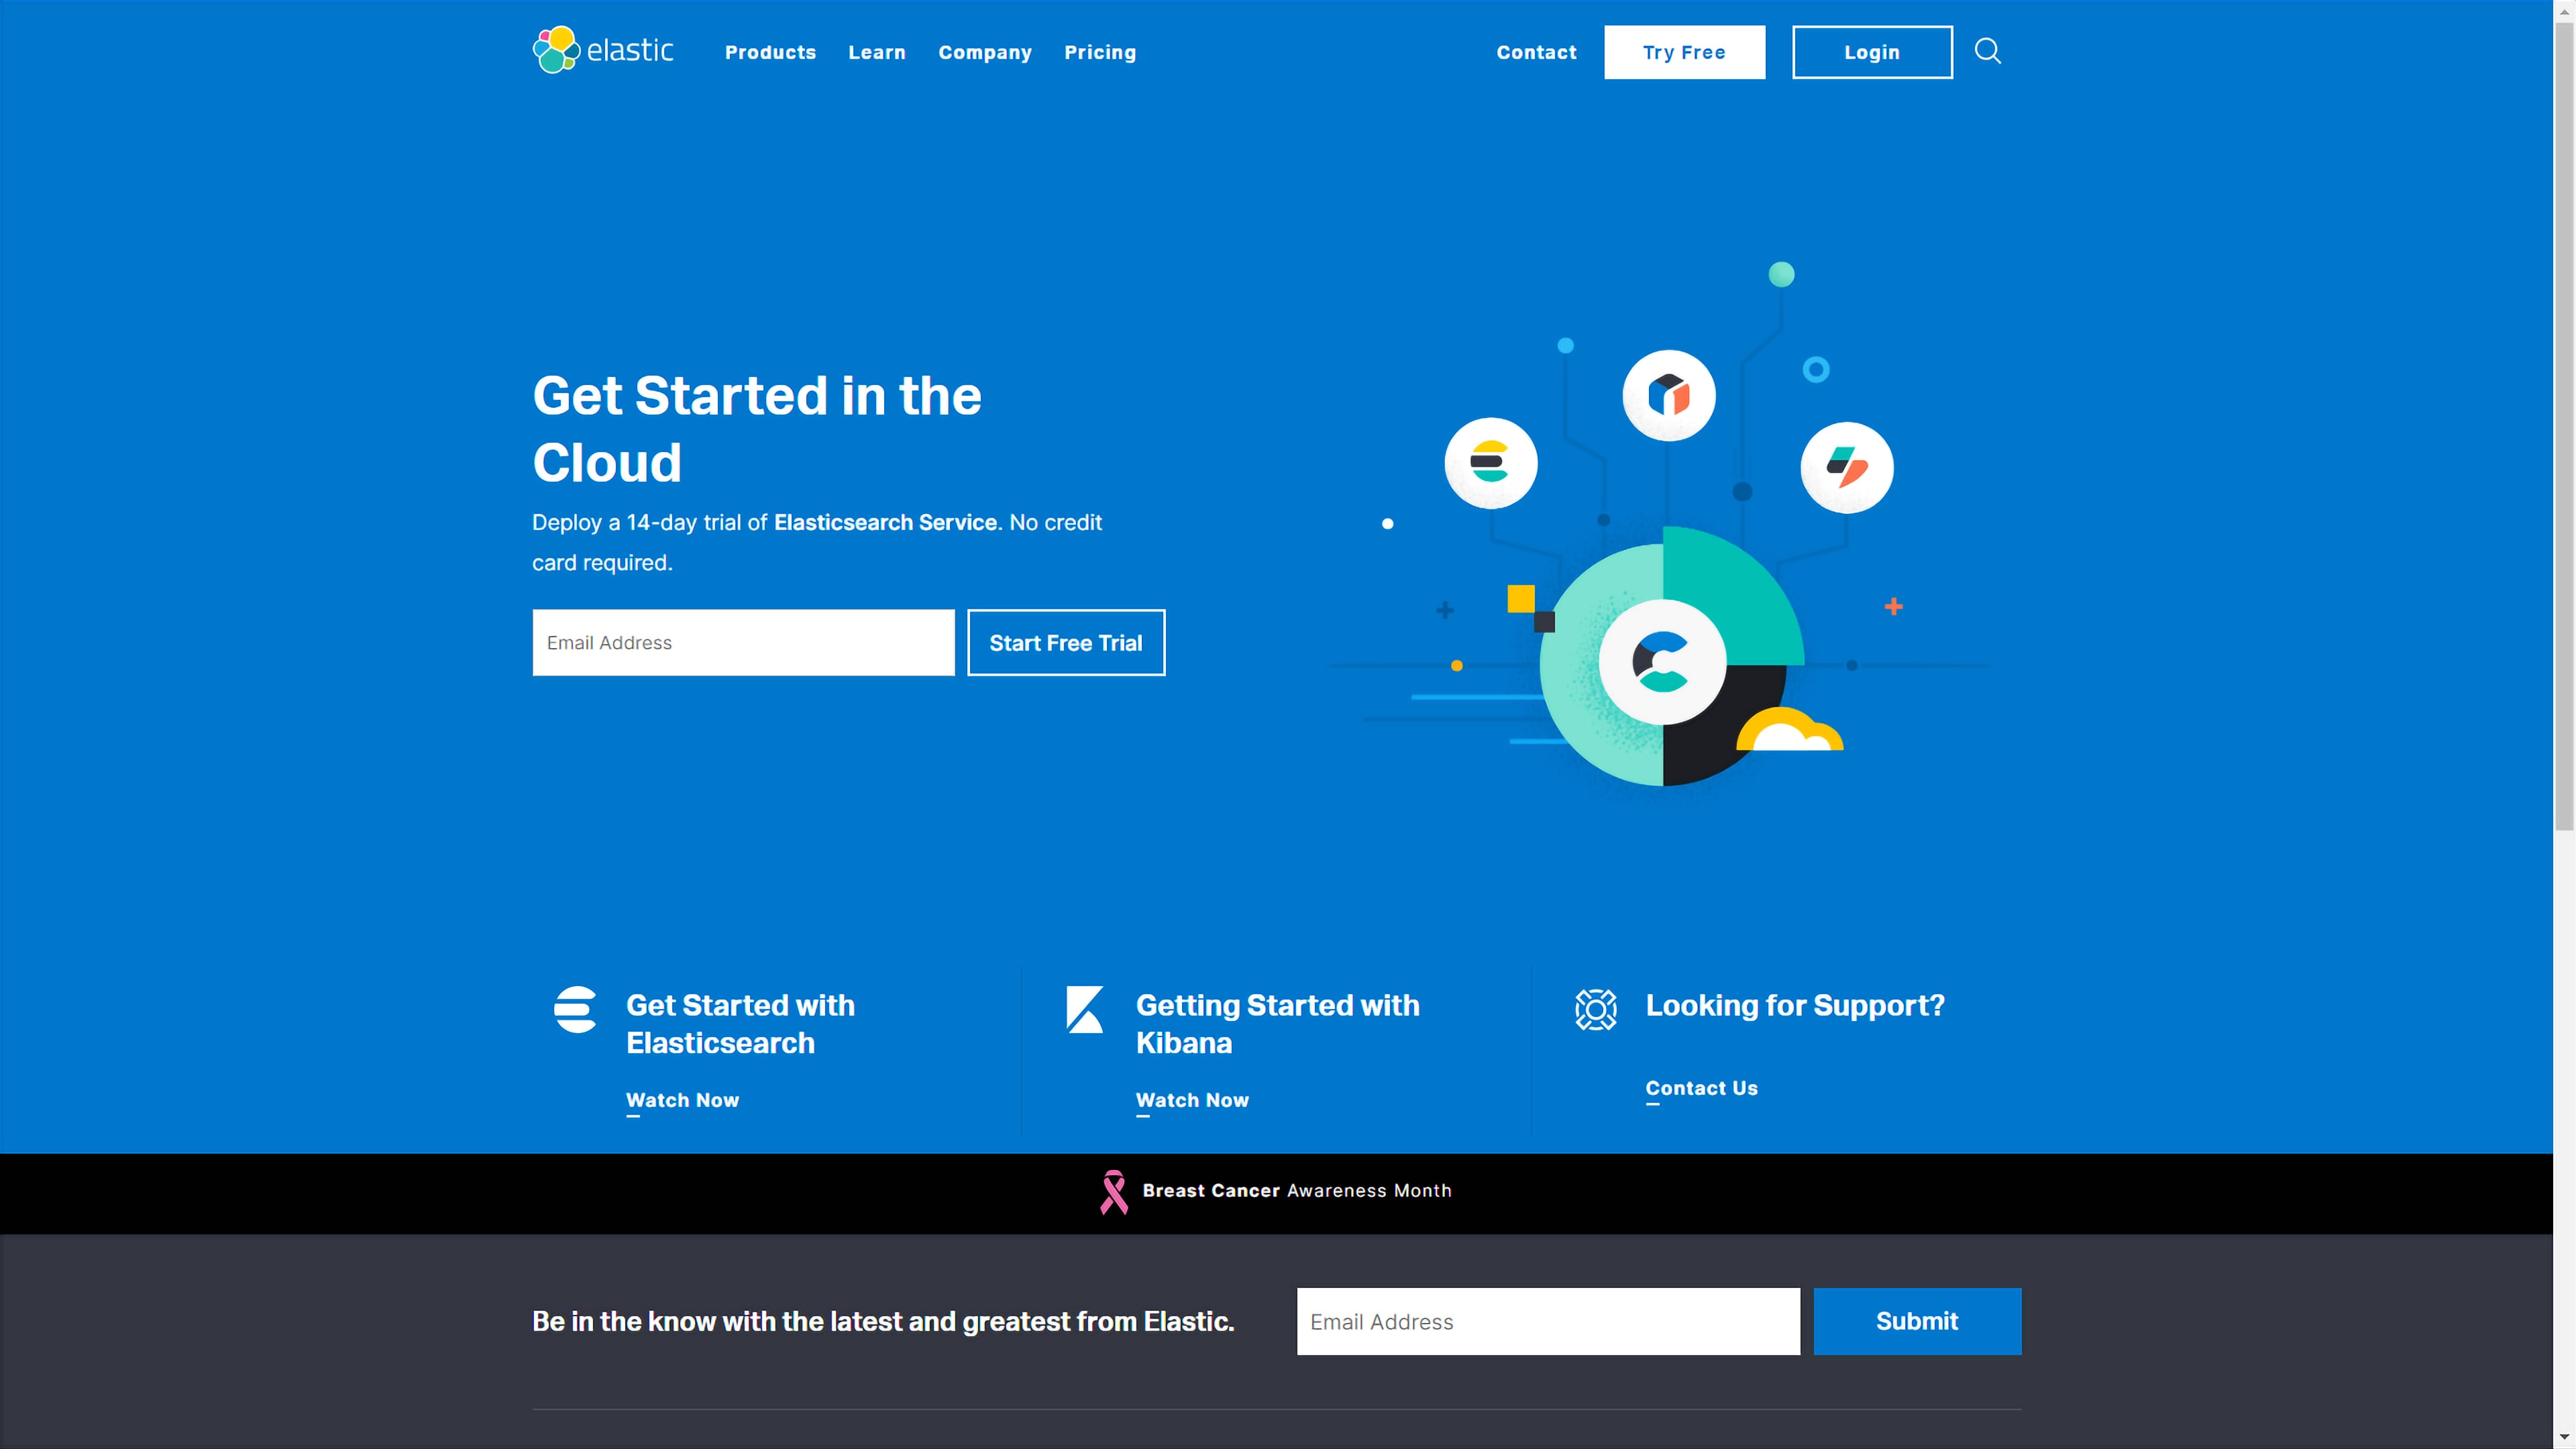 elastic
Products Learn Company Pricing
Contact Try Free Login
Get Started in the
Cloud
Deploy a 14-day trial of Elasticsearch Service. No credit
card required.
Email Address Start Free Trial
Get Started with
Elasticsearch
Watch Now
Getting Started with
Kibana
Watch Now
Looking for Support?
Contact Us
Breast Cancer Awareness Month
Be in the know with the latest and greatest from Elastic.
Email Address Submit